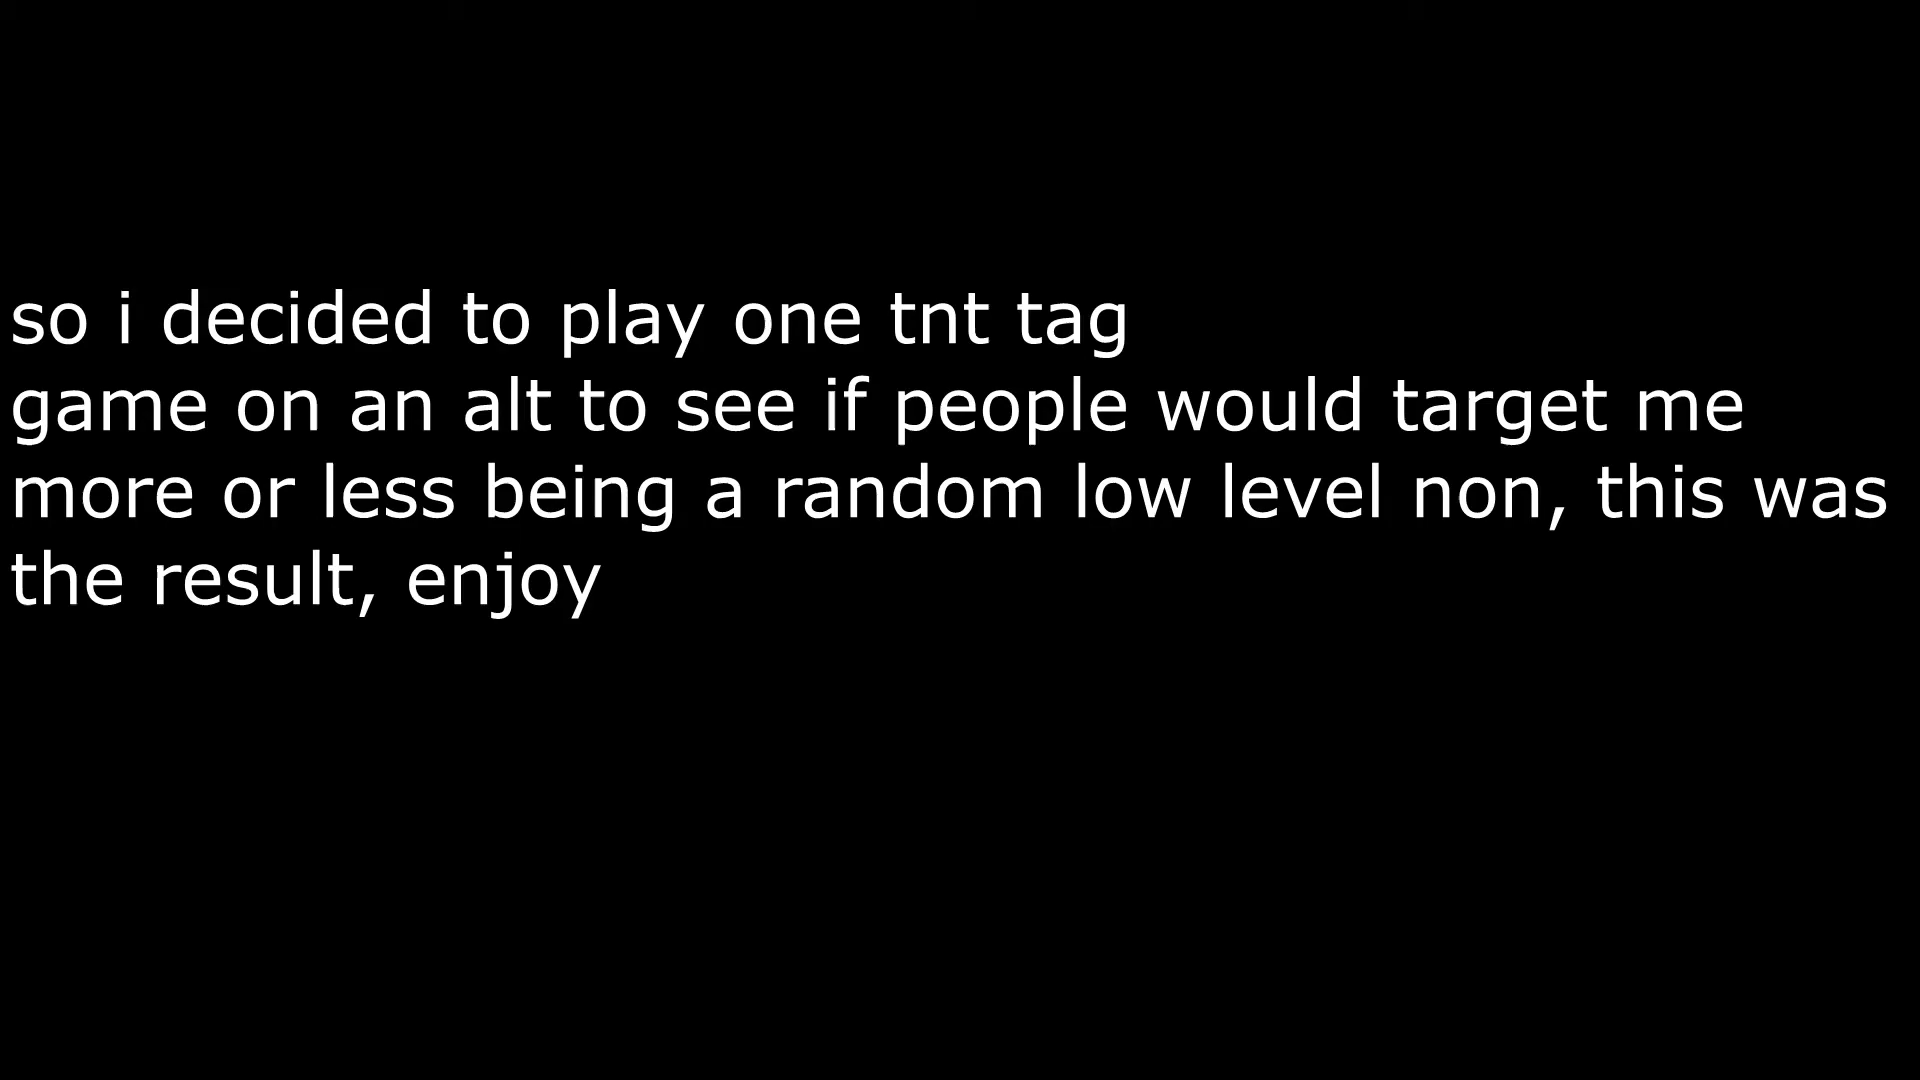 so i decided to play one tnt tag
game on an alt to see if people would target me
more or less being a random low level non, this was
the result, enjoy